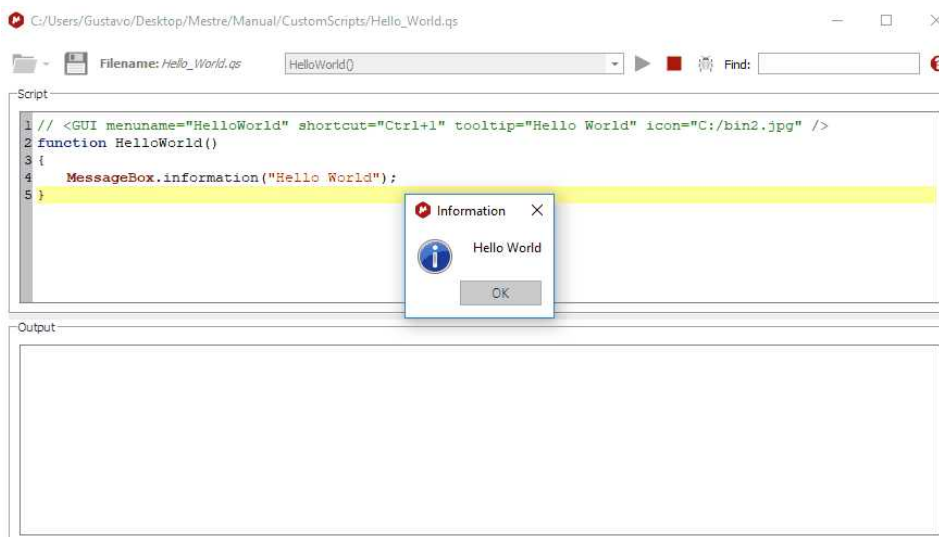 C:/Users/Gustavo/Desktop/Mestre/Manual/CustomScripts/Hello_World.qs
Filename: Hello_World.qs HelloWorld() Find:
Script
1 // <GUI menuname="HelloWorld" shortcut="Ctrl+1" tooltip="Hello World" icon="C:/bin2.jpg" />
2 function HelloWorld()
3 {
4 MessageBox.information("Hello World");
5 }
Information
Hello World
OK
Output